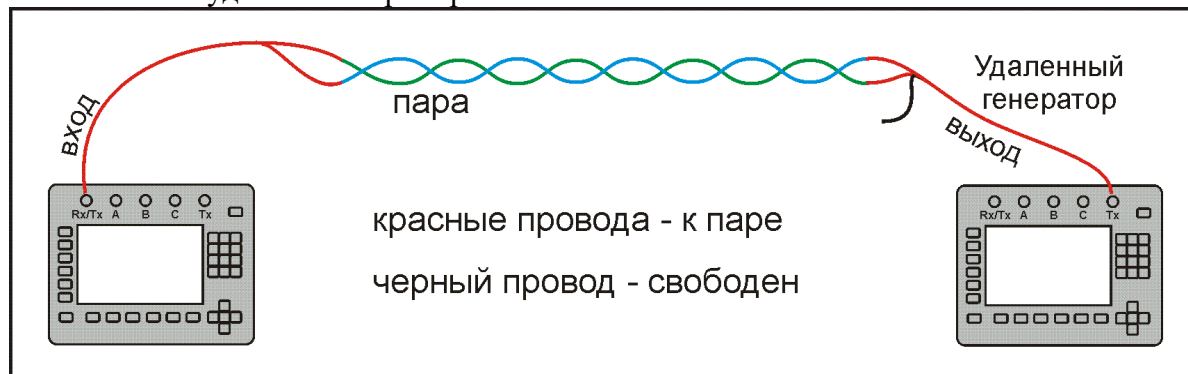 вход
пара
Удаленный
генератор
выход
Rx/Tx A B C Tx
Rx/Tx A B C Tx
красные провода - к паре
черный провод - свободен